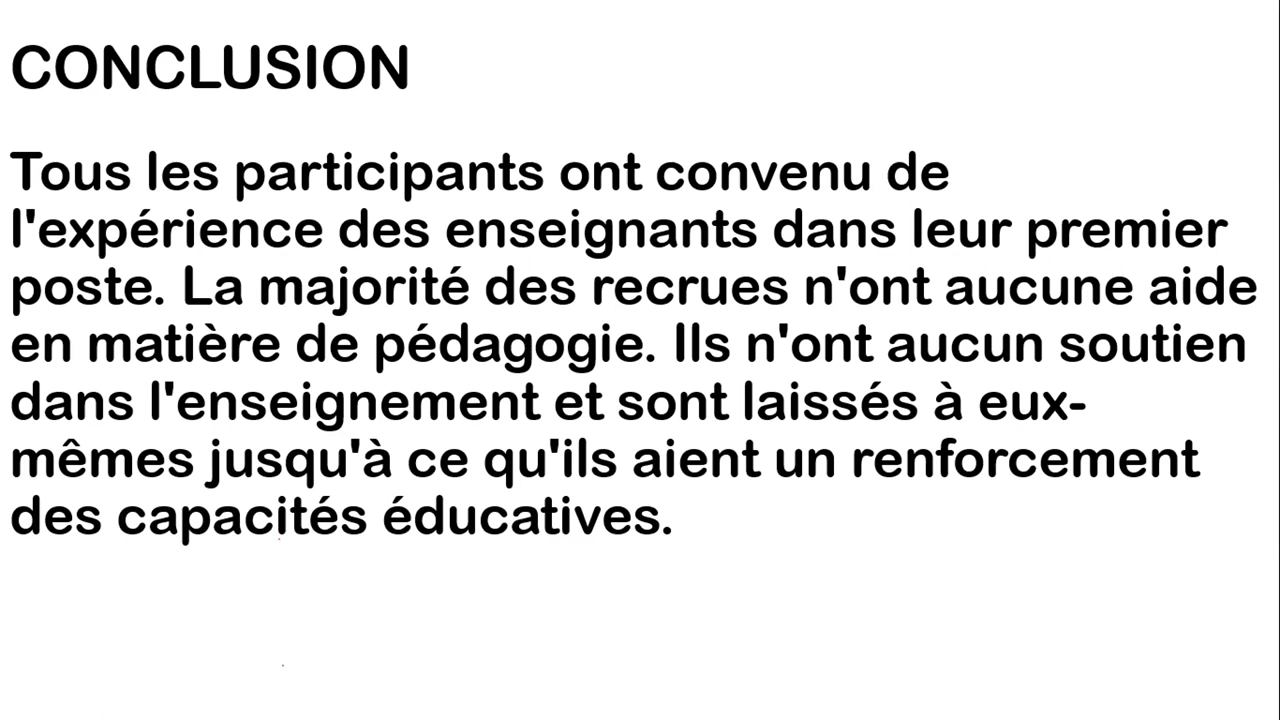 CONCLUSION
Tous les participants ont convenu de
l'expérience des enseignants dans leur premier
poste. La majorité des recrues n'ont aucune aide
en matière de pédagogie. Ils n'ont aucun soutien
dans l'enseignement et sont laissés à eux-
mêmes jusqu'à ce qu'ils aient un renforcement
des capacités éducatives.